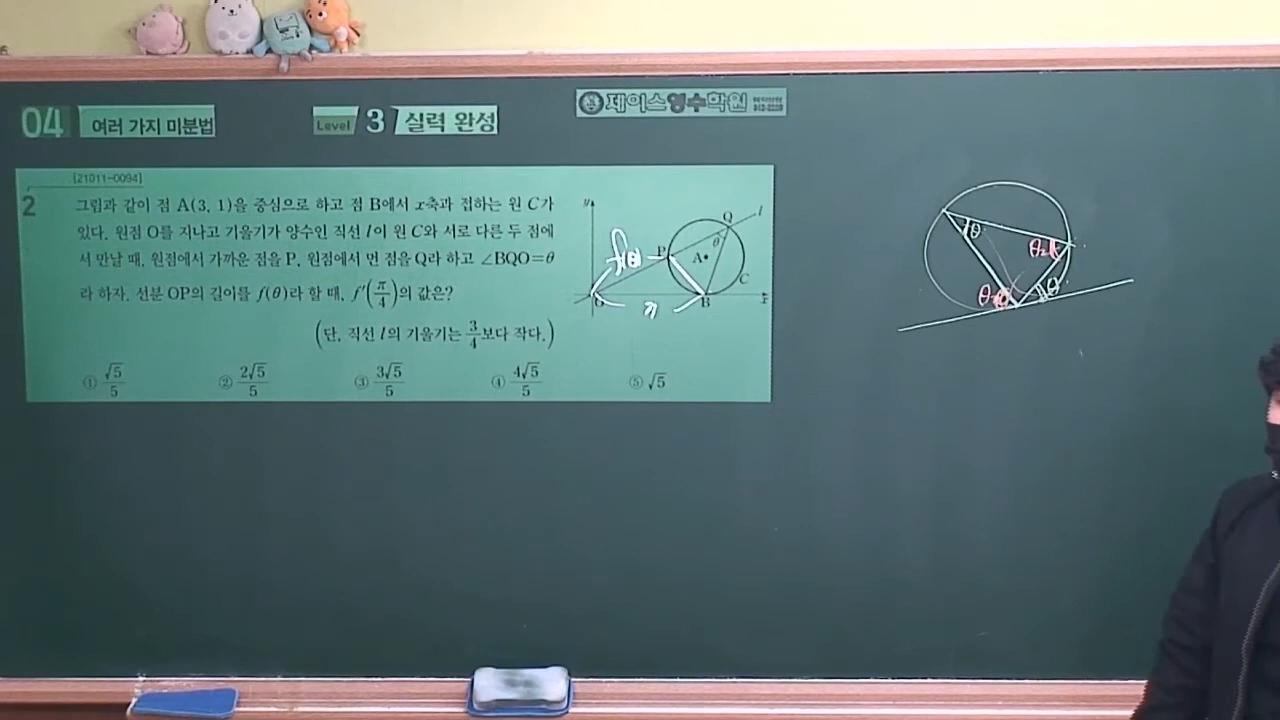 04 여러 가지 미분법
Level 3 실력 완성
제이스영수학원
[21011-0094]
2
그림과 같이 점 A(3, 1)을 중심으로 하고 점 B에서 x축과 접하는 원 C가
있다. 원점 O를 지나고 기울기가 양수인 직선 l이 원 C와 서로 다른 두 점에
서 만날 때, 원점에서 가까운 점을 P, 원점에서 먼 점을 Q라 하고 ∠BQO=θ
라 하자. 선분 OP의 길이를 f(θ)라 할 때, f′(π/4)의 값은?
(단, 직선 l의 기울기는 3/4보다 작다.)
① √5/5 ② 2√5/5 ③ 3√5/5 ④ 4√5/5 ⑤ √5
y
Q
l
θ
P
A
C
O
B
x
f(θ)
θ
θ